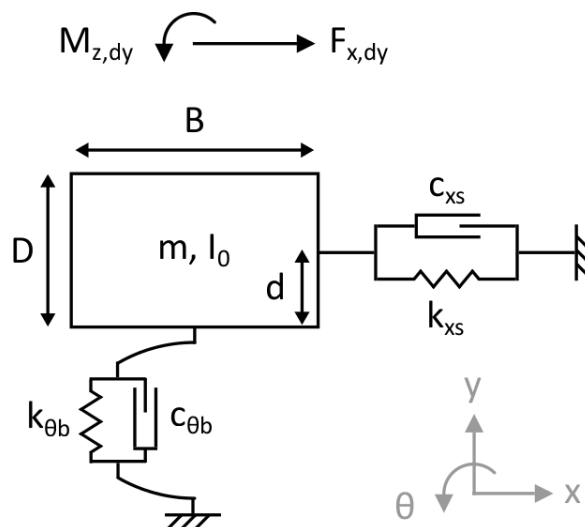 M_z,dy F_x,dy
B
c_xs
D m, I_0
d
k_xs
k_θb c_θb
y
θ x